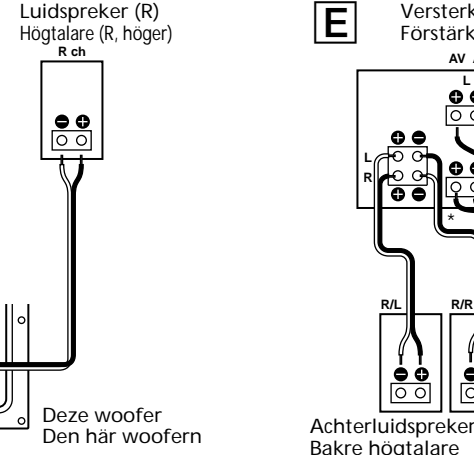 Luidspreker (R)
Högtalare (R, höger)
R ch
Deze woofer
Den här woofern
E
AV
L
L
R
*
R/L
R/R
Achterluidspreker
Bakre högtalare